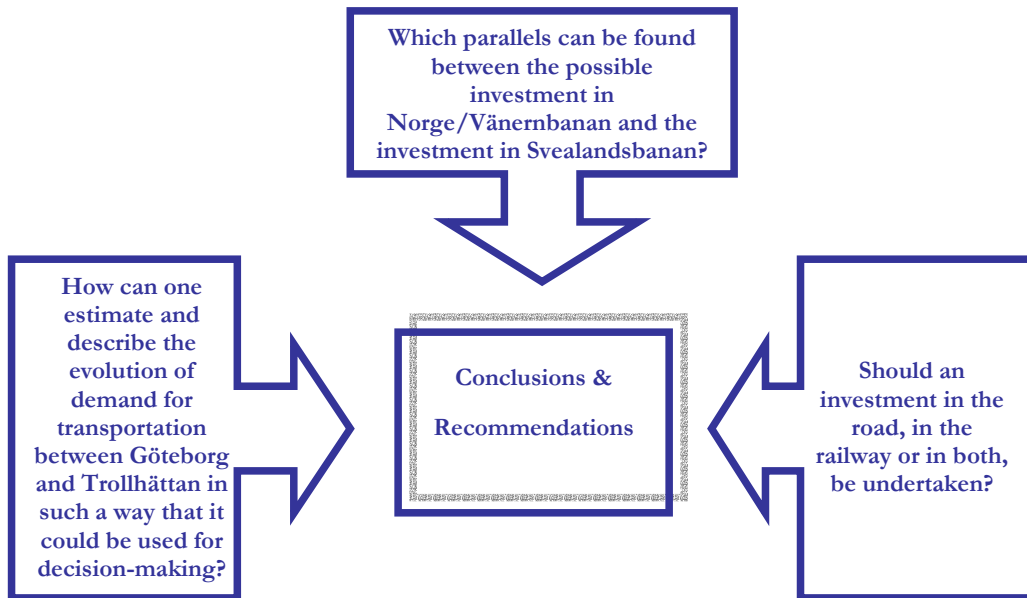 Which parallels can be found
between the possible
investment in
Norge/Vänernbanan and the
investment in Svealandsbanan?
How can one
estimate and
describe the
evolution of
demand for
transportation
between Göteborg
and Trollhättan in
such a way that it
could be used for
decision-making?
Conclusions &
Recommendations
Should an
investment in the
road, in the
railway or in both,
be undertaken?